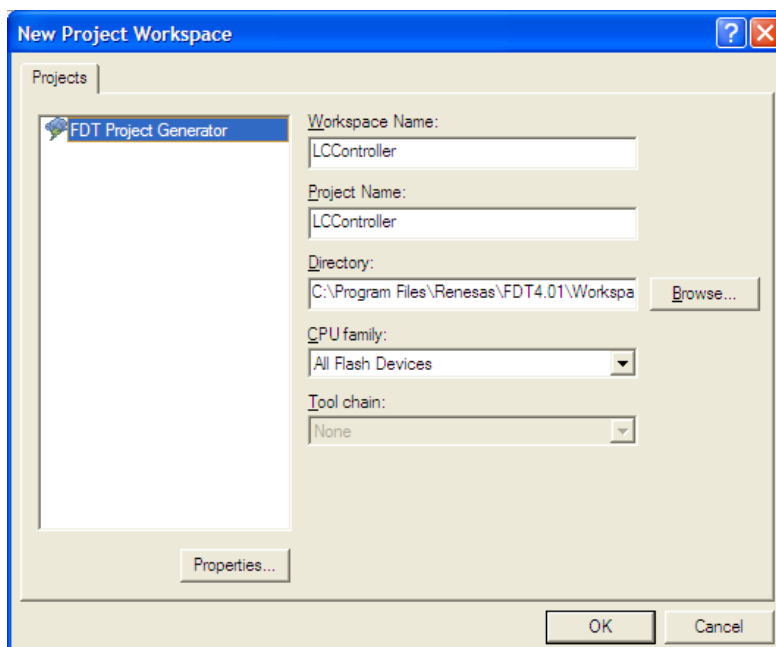 New Project Workspace
Projects
FDT Project Generator
Workspace Name:
LCController
Project Name:
LCController
Directory:
C:\Program Files\Renesas\FDT4.01\Workspa
Browse...
CPU family:
All Flash Devices
Tool chain:
None
Properties...
OK Cancel